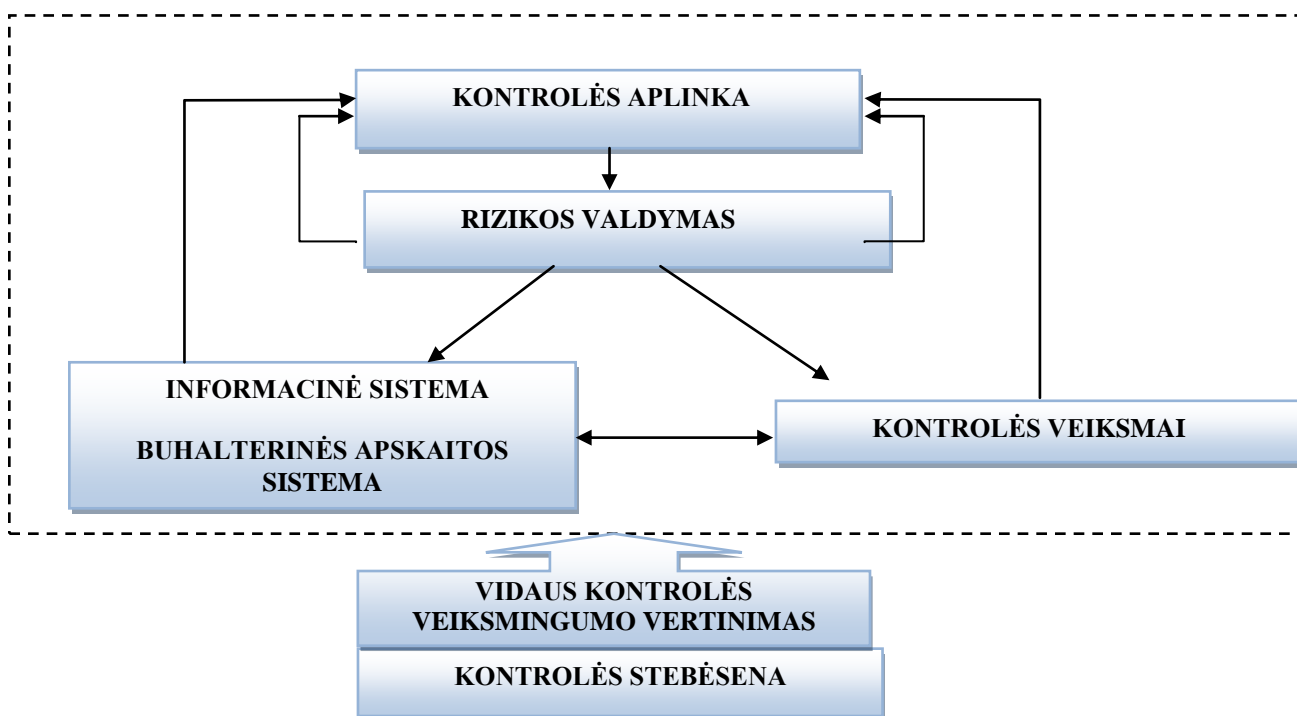 KONTROLĖS APLINKA
RIZIKOS VALDYMAS
INFORMACINĖ SISTEMA
BUHALTERINĖS APSKAITOS
SISTEMA
KONTROLĖS VEIKSMAI
VIDAUS KONTROLĖS
VEIKSMINGUMO VERTINIMAS
KONTROLĖS STEBĖSENA